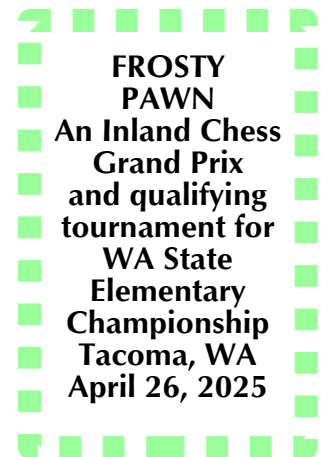 FROSTY
PAWN
An Inland Chess
Grand Prix
and qualifying
tournament for
WA State
Elementary
Championship
Tacoma, WA
April 26, 2025